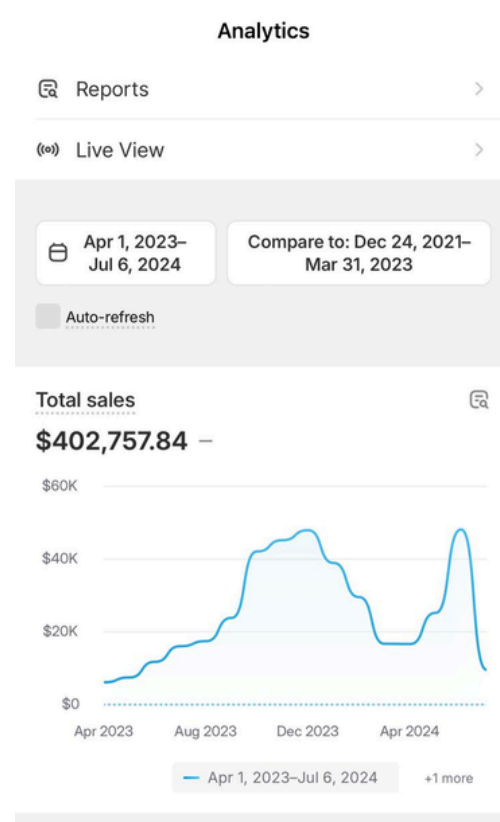 Analytics
Reports
Live View
Apr 1, 2023–
Jul 6, 2024
Compare to: Dec 24, 2021–
Mar 31, 2023
Auto-refresh
Total sales
$402,757.84 –
$60K
$40K
$20K
$0
Apr 2023 Aug 2023 Dec 2023 Apr 2024
Apr 1, 2023–Jul 6, 2024 +1 more